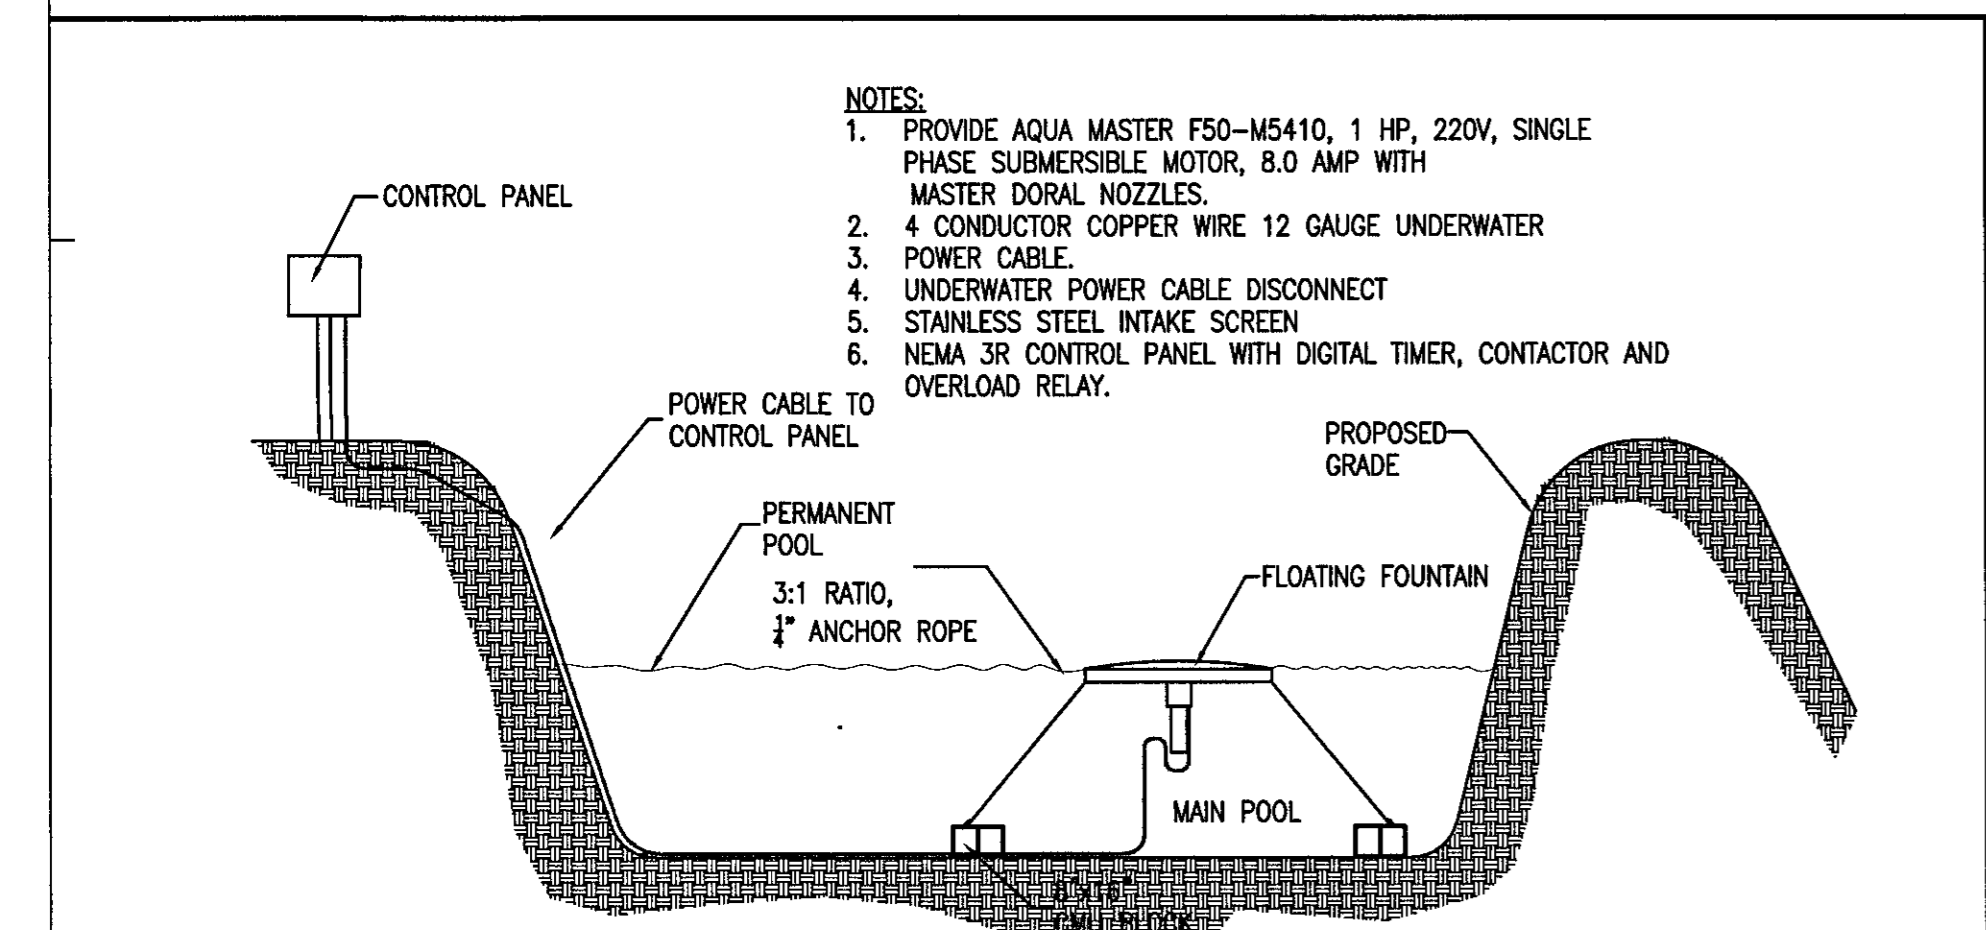 NOTES:
1. PROVIDE AQUA MASTER F50-M5410, 1 HP, 220V, SINGLE
PHASE SUBMERSIBLE MOTOR, 8.0 AMP WITH
MASTER DORAL NOZZLES.
2. 4 CONDUCTOR COPPER WIRE 12 GAUGE UNDERWATER
3. POWER CABLE.
4. UNDERWATER POWER CABLE DISCONNECT
5. STAINLESS STEEL INTAKE SCREEN
6. NEMA 3R CONTROL PANEL WITH DIGITAL TIMER, CONTACTOR AND
OVERLOAD RELAY.
CONTROL PANEL
POWER CABLE TO
CONTROL PANEL
PROPOSED
GRADE
PERMANENT
POOL
3:1 RATIO,
1/4" ANCHOR ROPE
FLOATING FOUNTAIN
MAIN POOL
8"x16"
CMU BLOCK